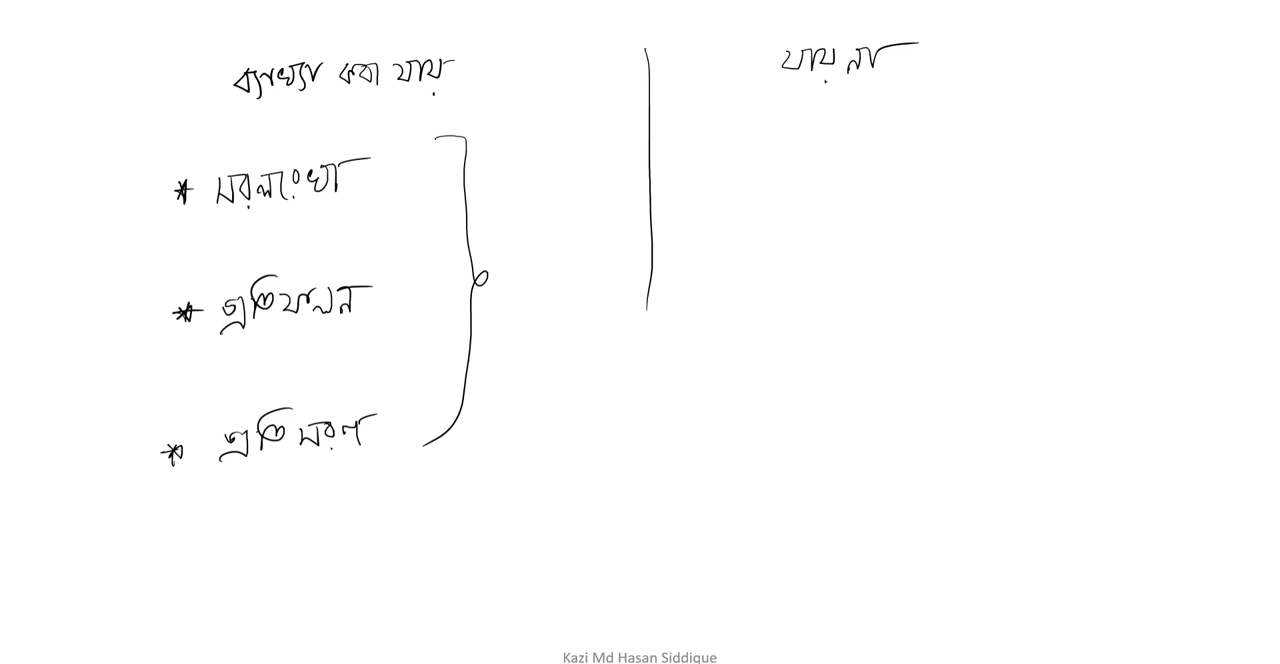 ব্যাখ্যা করা যায়
যায় না
* সরলরেখা
* প্রতিফলন
* প্রতিসরণ
Kazi Md Hasan Siddique